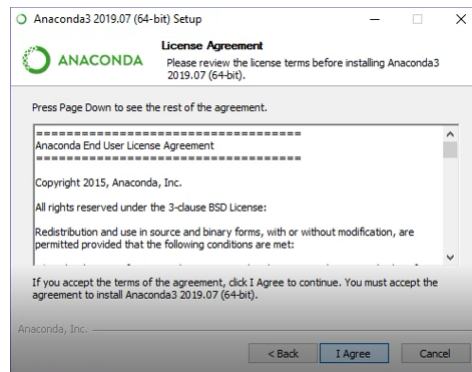 Anaconda3 2019.07 (64-bit) Setup
ANACONDA
License Agreement
Please review the license terms before installing Anaconda3
2019.07 (64-bit).
Press Page Down to see the rest of the agreement.
===================================
Anaconda End User License Agreement
===================================
Copyright 2015, Anaconda, Inc.
All rights reserved under the 3-clause BSD License:
Redistribution and use in source and binary forms, with or without modification, are
permitted provided that the following conditions are met:
If you accept the terms of the agreement, click I Agree to continue. You must accept the
agreement to install Anaconda3 2019.07 (64-bit).
Anaconda, Inc.
< Back
I Agree
Cancel